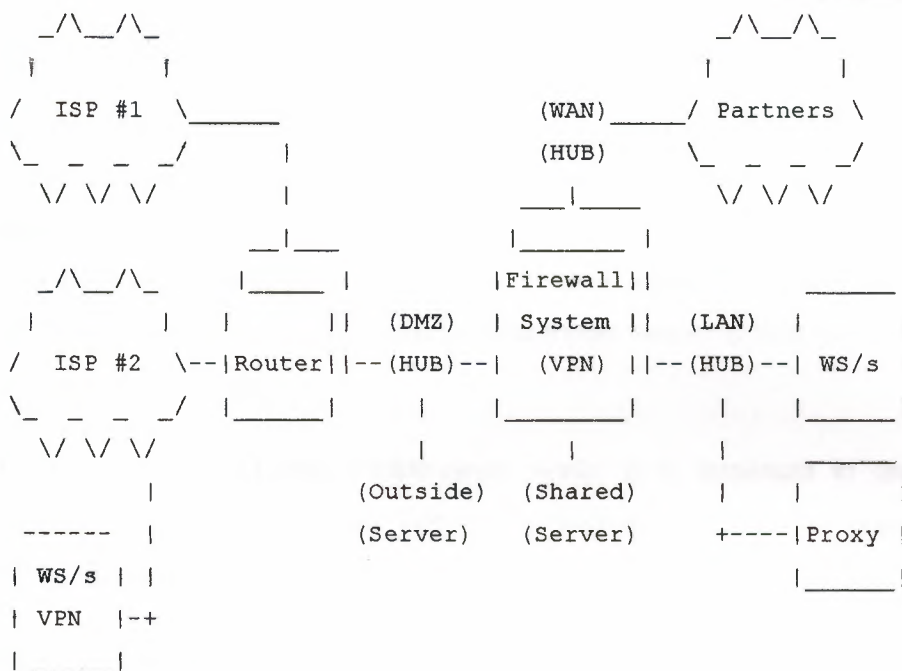 ISP #1 (WAN) Partners
(HUB)
Firewall
(DMZ) System (LAN)
ISP #2 Router (HUB) (VPN) (HUB) WS/s
(Outside) (Shared)
(Server) (Server) Proxy
WS/s
VPN